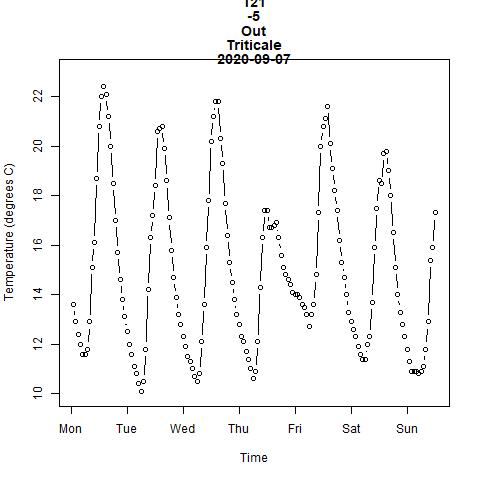 121
-5
Out
Triticale
2020-09-07
Temperature (degrees C)
22
20
18
16
14
12
10
Mon Tue Wed Thu Fri Sat Sun
Time